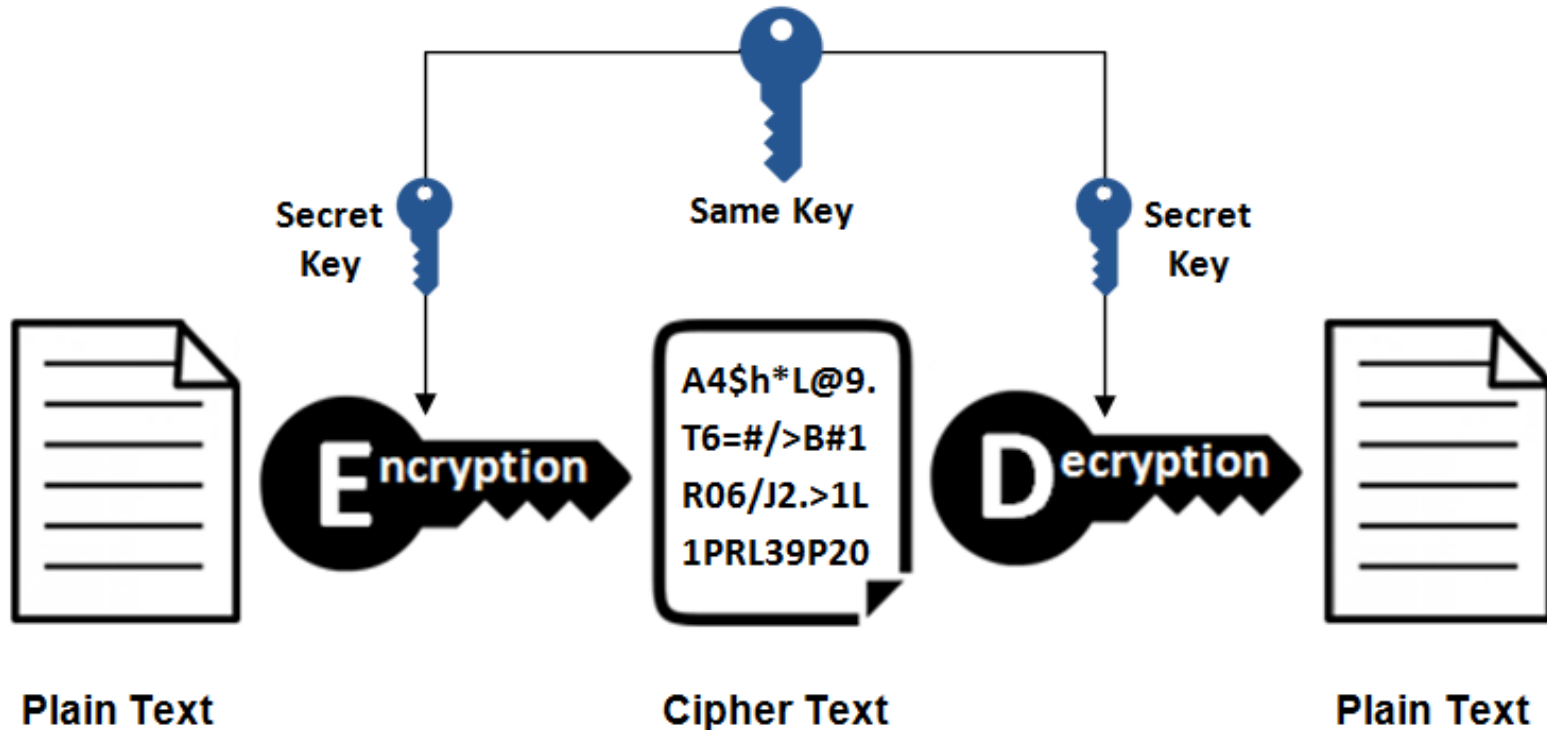 Same Key
Secret
Key
Secret
Key
Encryption
A4$h*L@9.
T6=#/>B#1
R06/J2.>1L
1PRL39P20
Decryption
Plain Text
Cipher Text
Plain Text